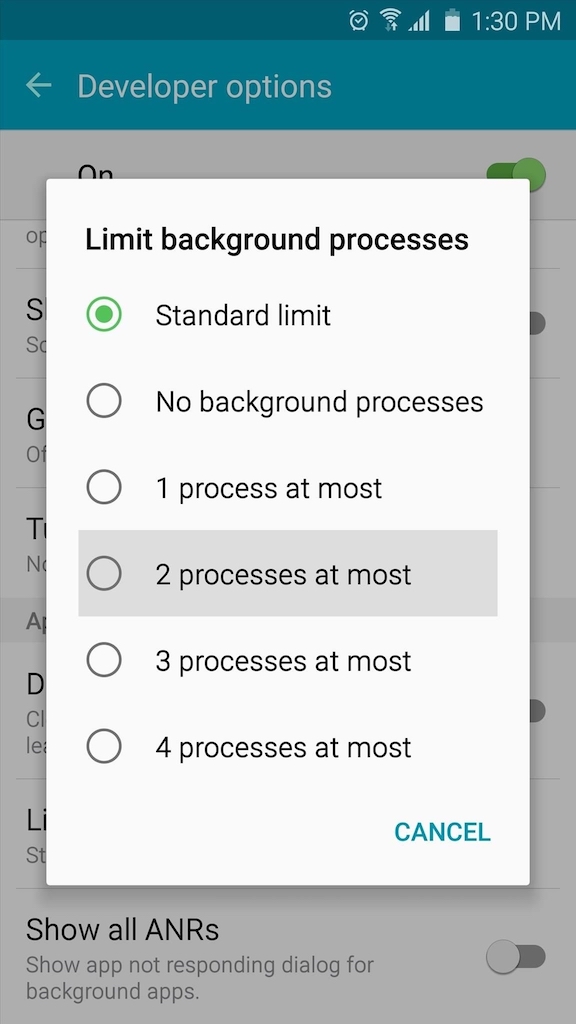 1:30 PM
Developer options
On
Limit background processes
Standard limit
No background processes
1 process at most
2 processes at most
3 processes at most
4 processes at most
CANCEL
Show all ANRs
Show app not responding dialog for
background apps.